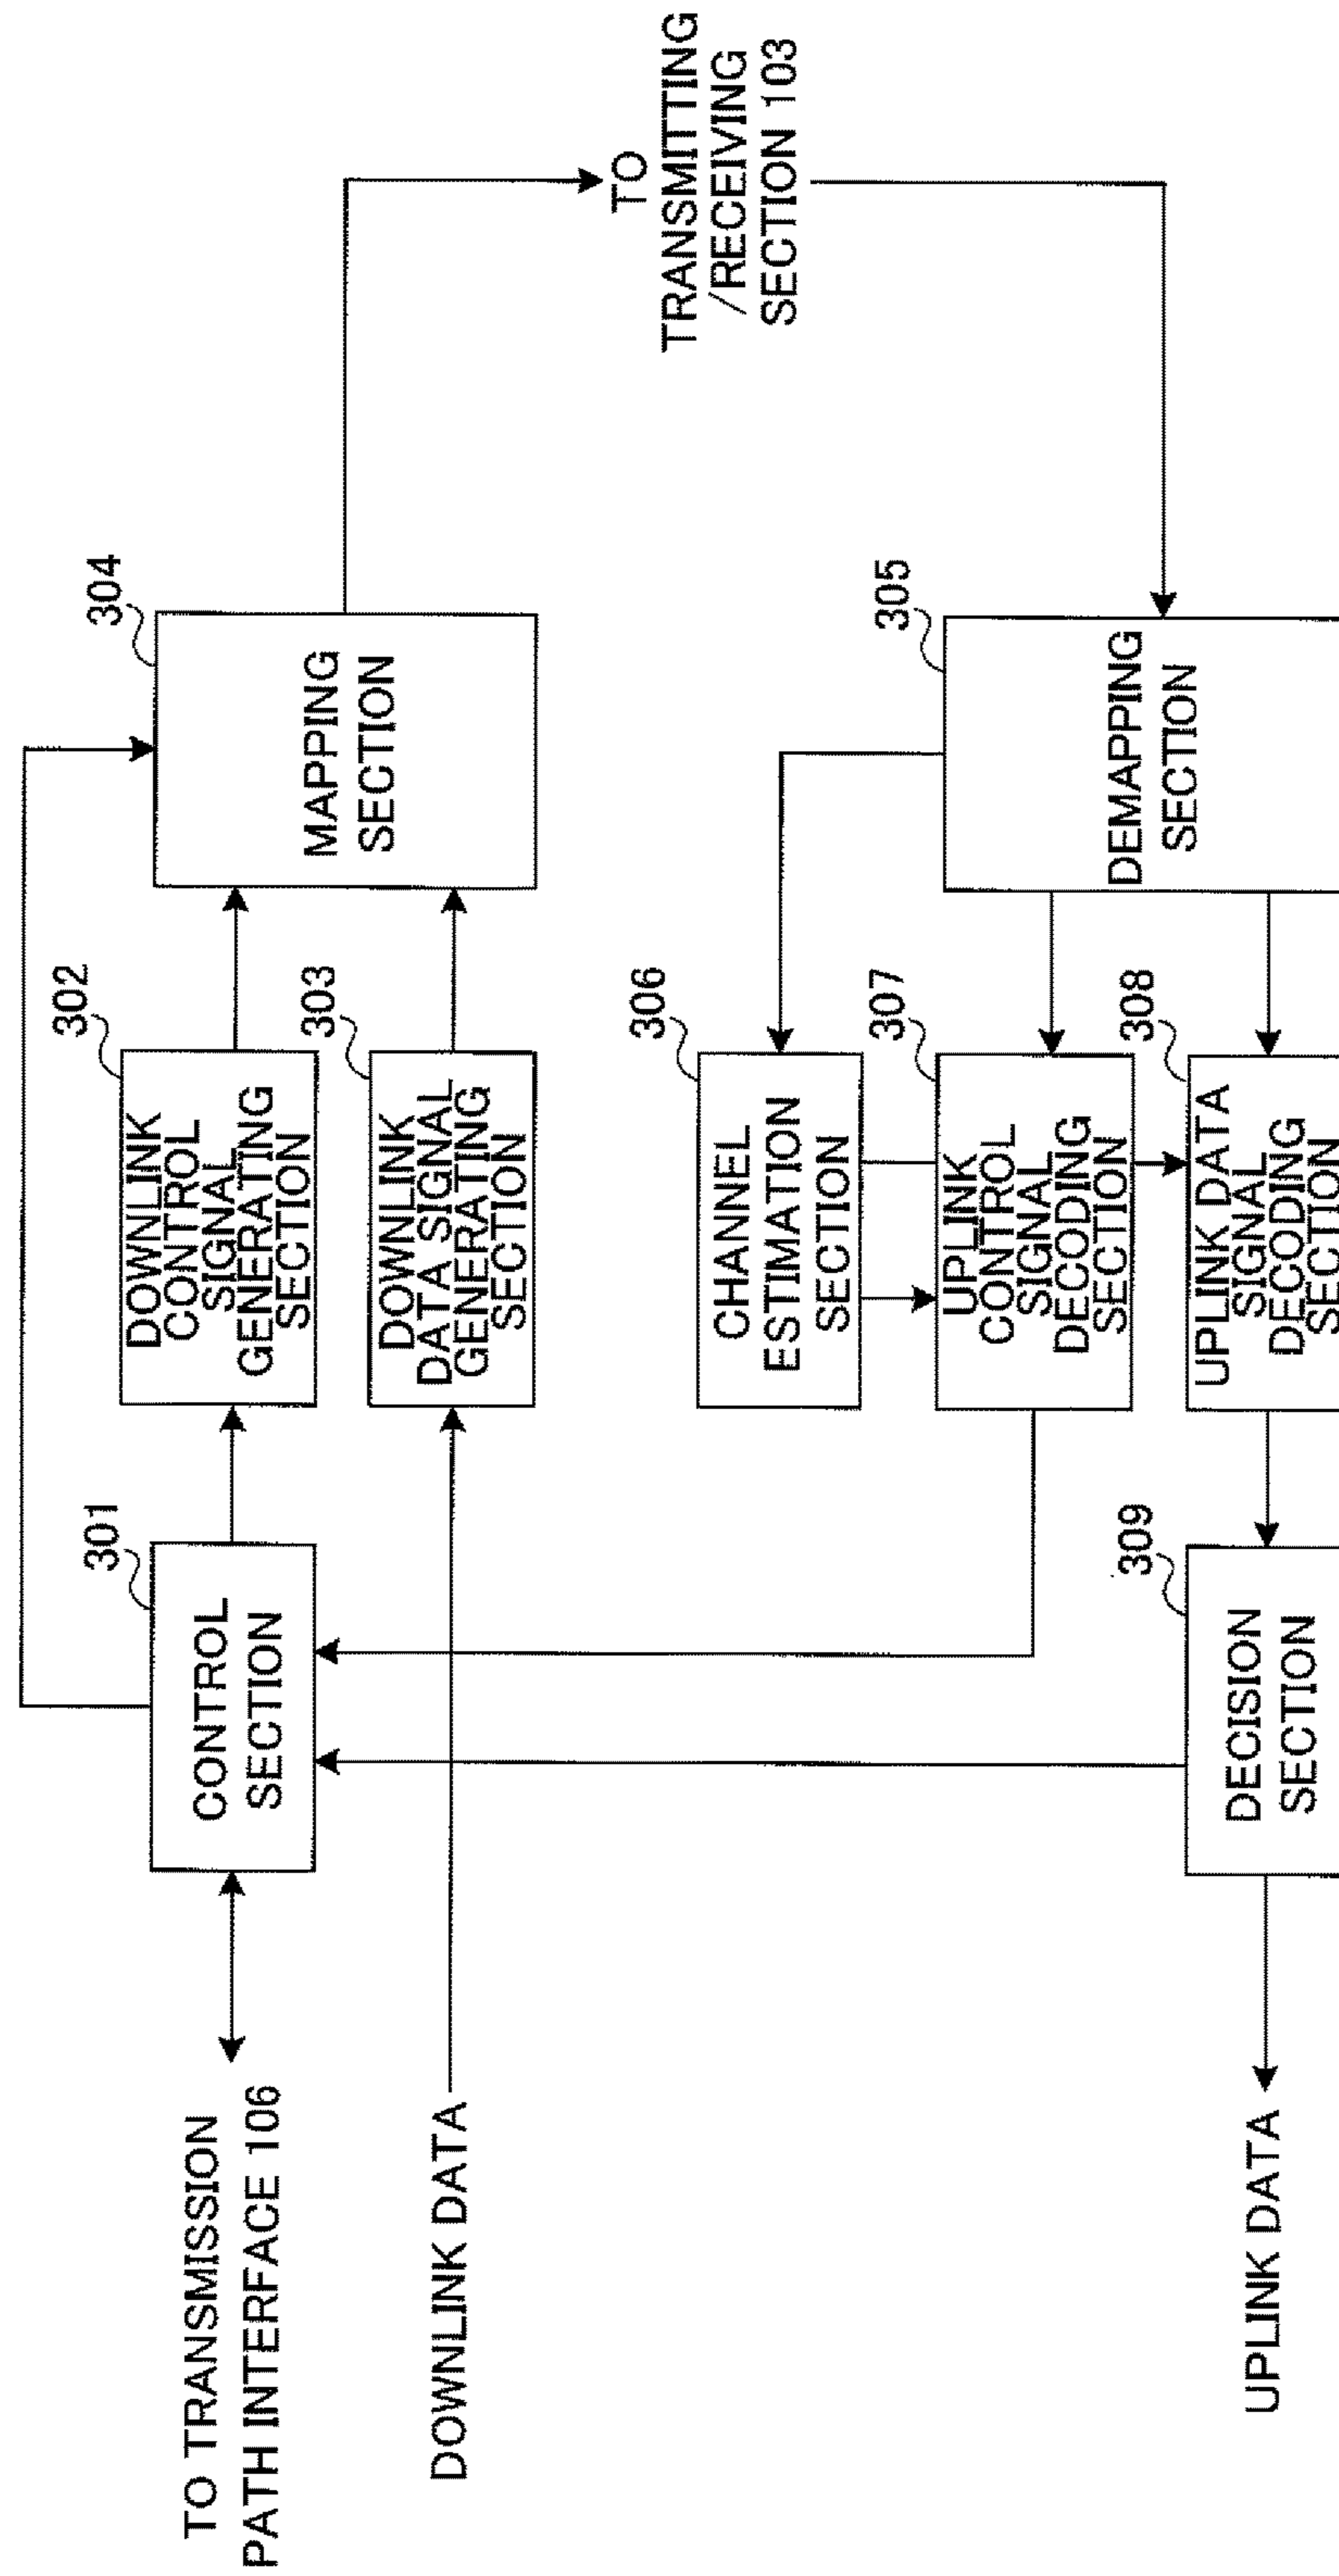 TO TRANSMISSION
PATH INTERFACE 106
301
CONTROL
SECTION
302
DOWNLINK
CONTROL
SIGNAL
GENERATING
SECTION
304
MAPPING
SECTION
DOWNLINK DATA
303
DOWNLINK
DATA SIGNAL
GENERATING
SECTION
TO
TRANSMITTING
/RECEIVING
SECTION 103
306
CHANNEL
ESTIMATION
SECTION
305
DEMAPPING
SECTION
307
UPLINK
CONTROL
SIGNAL
DECODING
SECTION
308
UPLINK DATA
SIGNAL
DECODING
SECTION
309
DECISION
SECTION
UPLINK DATA